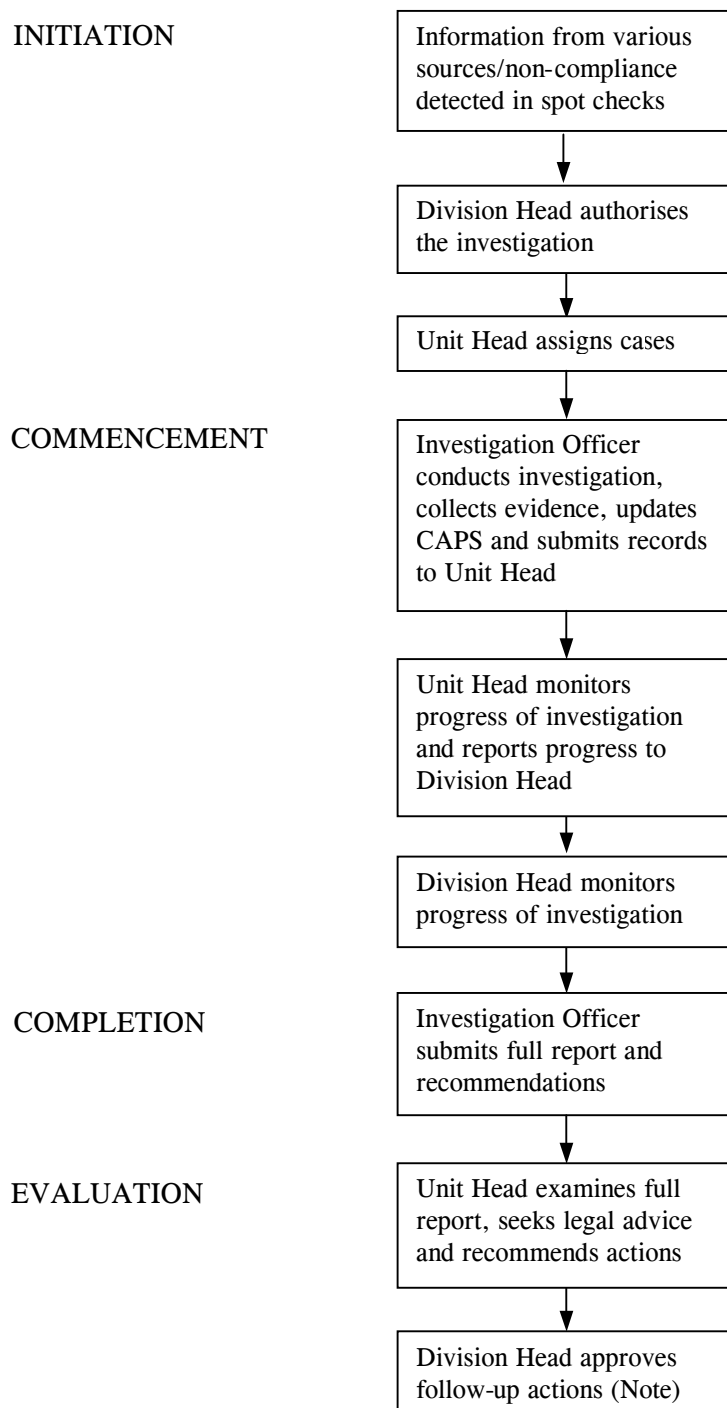 INITIATION
Information from various
sources/non-compliance
detected in spot checks
Division Head authorises
the investigation
Unit Head assigns cases
COMMENCEMENT
Investigation Officer
conducts investigation,
collects evidence, updates
CAPS and submits records
to Unit Head
Unit Head monitors
progress of investigation
and reports progress to
Division Head
Division Head monitors
progress of investigation
COMPLETION
Investigation Officer
submits full report and
recommendations
EVALUATION
Unit Head examines full
report, seeks legal advice
and recommends actions
Division Head approves
follow-up actions (Note)